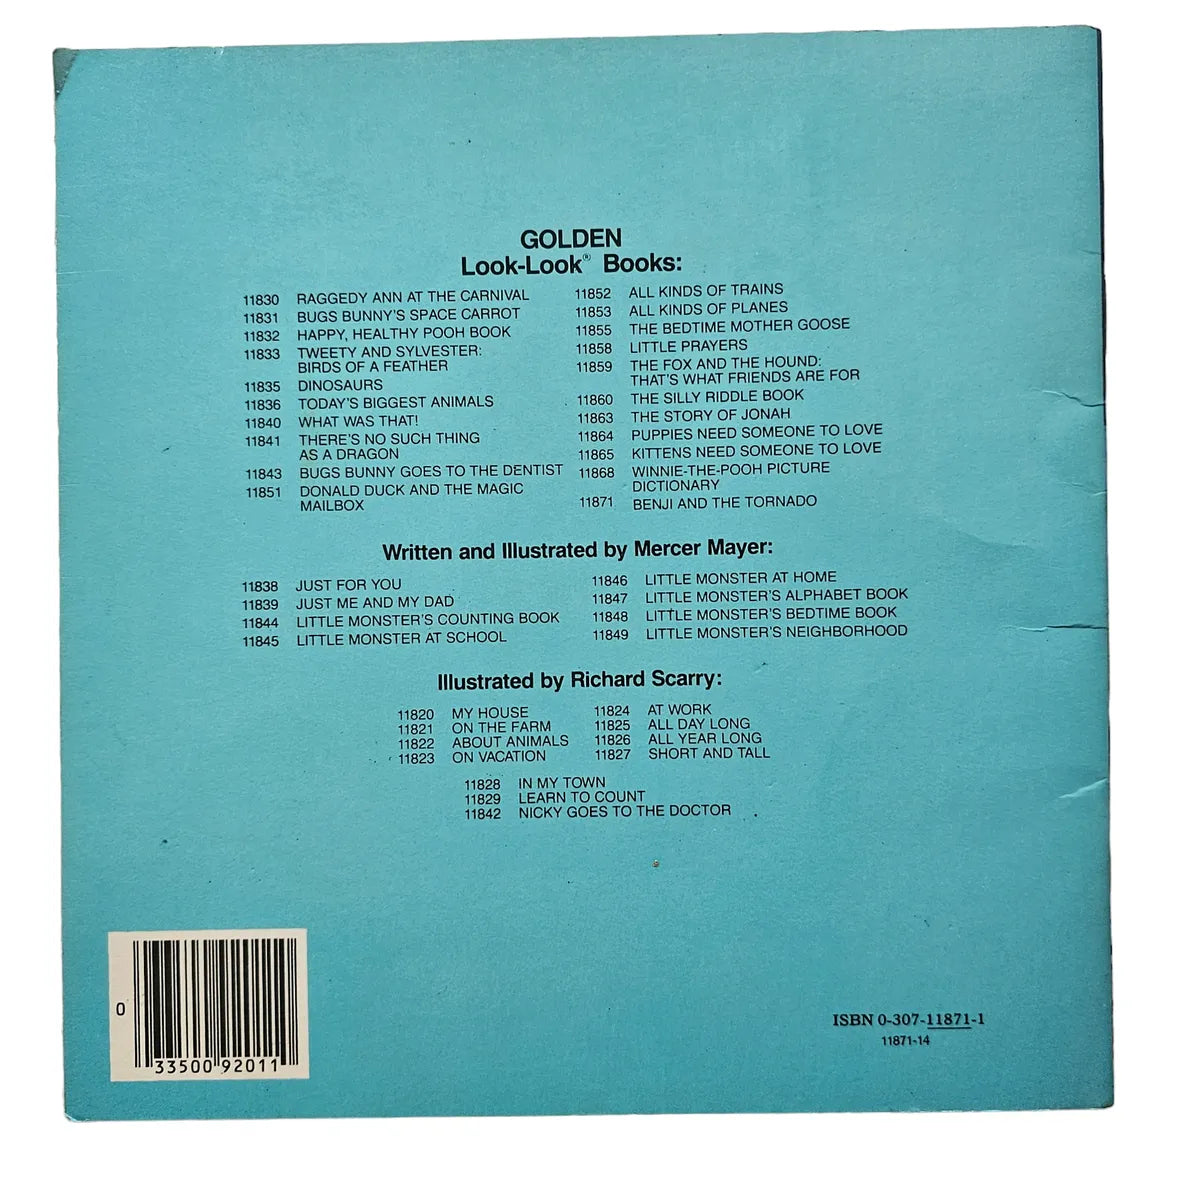 GOLDEN
Look-Look® Books:
11830 RAGGEDY ANN AT THE CARNIVAL
11831 BUGS BUNNY'S SPACE CARROT
11832 HAPPY, HEALTHY POOH BOOK
11833 TWEETY AND SYLVESTER:
BIRDS OF A FEATHER
11835 DINOSAURS
11836 TODAY'S BIGGEST ANIMALS
11840 WHAT WAS THAT!
11841 THERE'S NO SUCH THING
AS A DRAGON
11843 BUGS BUNNY GOES TO THE DENTIST
11851 DONALD DUCK AND THE MAGIC
MAILBOX
11852 ALL KINDS OF TRAINS
11853 ALL KINDS OF PLANES
11855 THE BEDTIME MOTHER GOOSE
11858 LITTLE PRAYERS
11859 THE FOX AND THE HOUND:
THAT'S WHAT FRIENDS ARE FOR
11860 THE SILLY RIDDLE BOOK
11863 THE STORY OF JONAH
11864 PUPPIES NEED SOMEONE TO LOVE
11865 KITTENS NEED SOMEONE TO LOVE
11868 WINNIE-THE-POOH PICTURE
DICTIONARY
11871 BENJI AND THE TORNADO
Written and Illustrated by Mercer Mayer:
11838 JUST FOR YOU
11839 JUST ME AND MY DAD
11844 LITTLE MONSTER'S COUNTING BOOK
11845 LITTLE MONSTER AT SCHOOL
11846 LITTLE MONSTER AT HOME
11847 LITTLE MONSTER'S ALPHABET BOOK
11848 LITTLE MONSTER'S BEDTIME BOOK
11849 LITTLE MONSTER'S NEIGHBORHOOD
Illustrated by Richard Scarry:
11820 MY HOUSE
11821 ON THE FARM
11822 ABOUT ANIMALS
11823 ON VACATION
11824 AT WORK
11825 ALL DAY LONG
11826 ALL YEAR LONG
11827 SHORT AND TALL
11828 IN MY TOWN
11829 LEARN TO COUNT
11842 NICKY GOES TO THE DOCTOR
0 33500 92011
ISBN 0-307-11871-1
11871-14